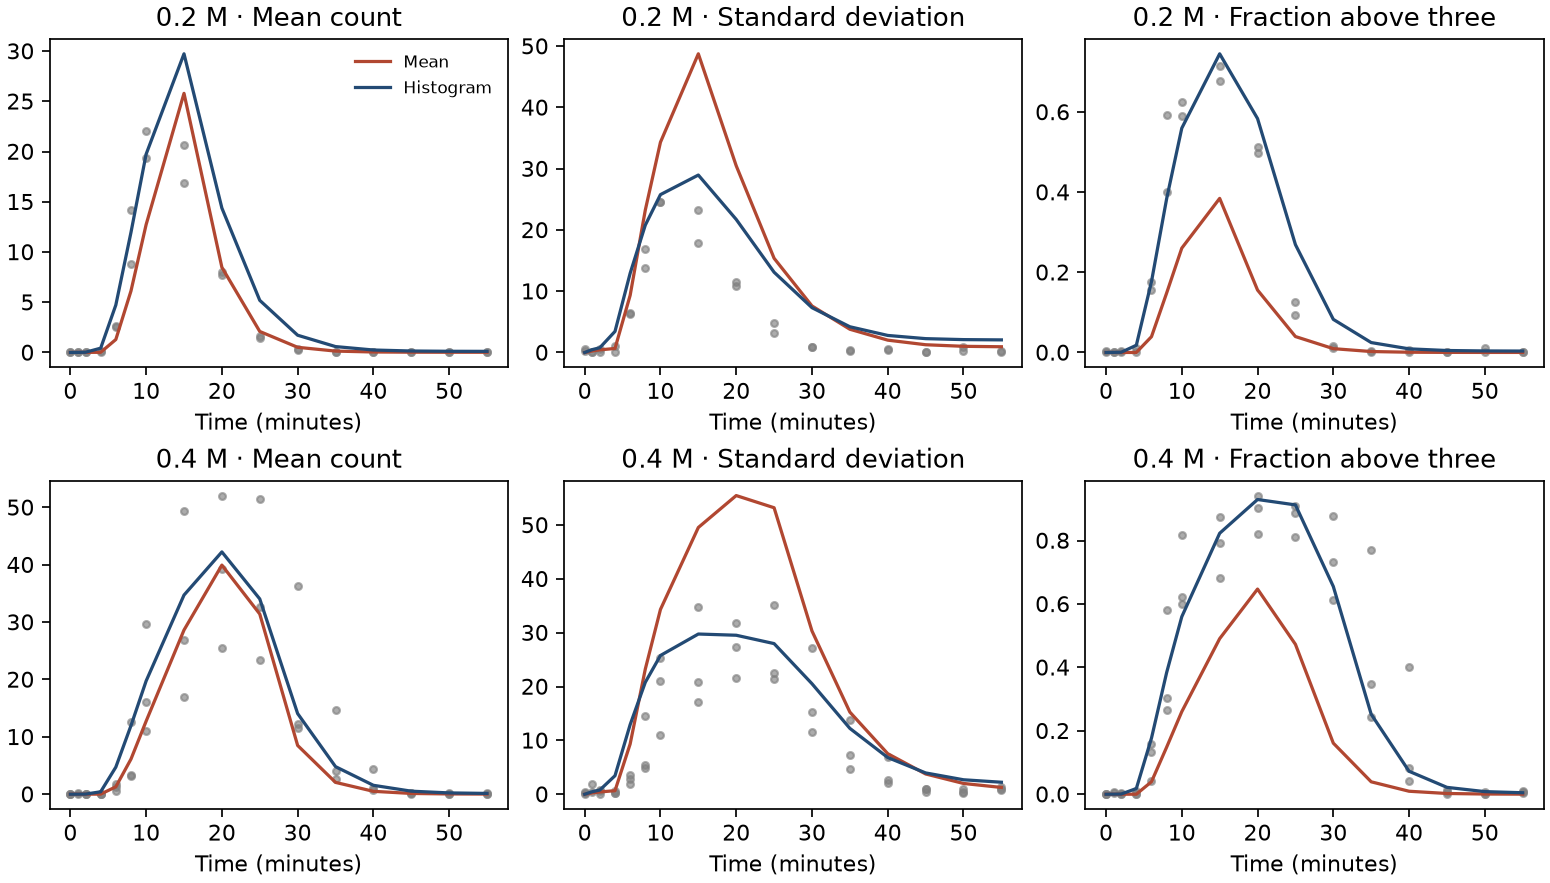 0.2 M · Mean count
0.2 M · Standard deviation
0.2 M · Fraction above three
30
25
20
15
10
5
0
Mean
Histogram
0 10 20 30 40 50
Time (minutes)
50
40
30
20
10
0
0 10 20 30 40 50
Time (minutes)
0.6
0.4
0.2
0.0
0 10 20 30 40 50
Time (minutes)
0.4 M · Mean count
0.4 M · Standard deviation
0.4 M · Fraction above three
50
40
30
20
10
0
0 10 20 30 40 50
Time (minutes)
50
40
30
20
10
0
0 10 20 30 40 50
Time (minutes)
0.8
0.6
0.4
0.2
0.0
0 10 20 30 40 50
Time (minutes)